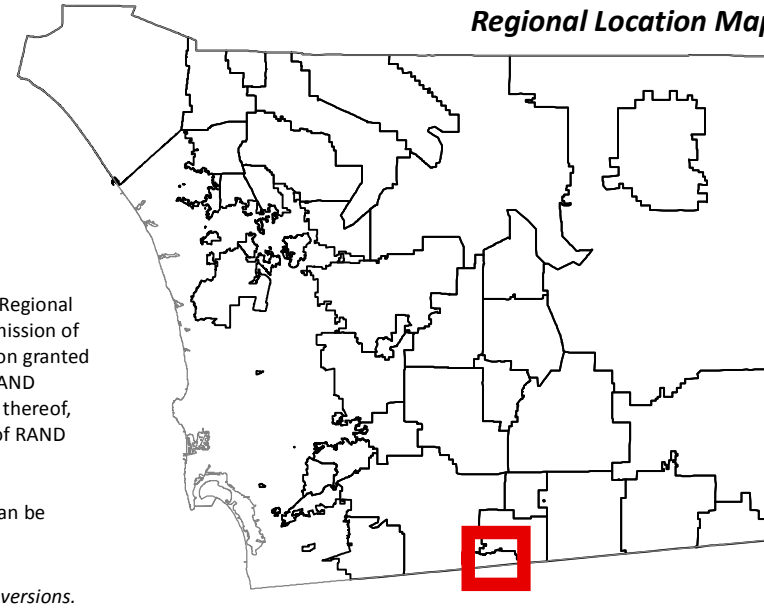 Regional Location Map
Regional
mission of
on granted
AND
thereof,
of RAND
an be
versions.